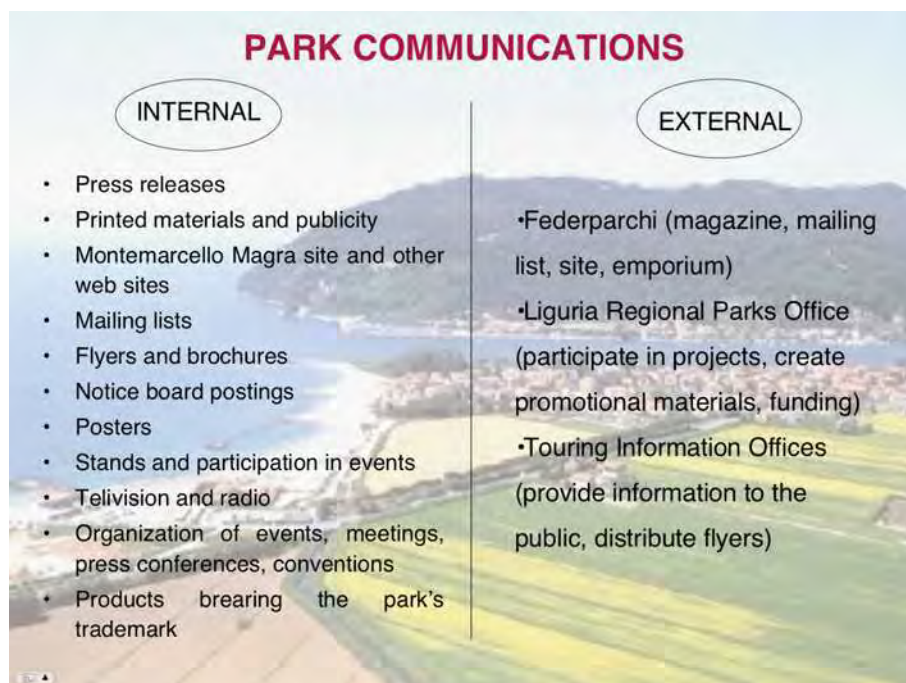 PARK COMMUNICATIONS
INTERNAL
• Press releases
• Printed materials and publicity
• Montemarcello Magra site and other
web sites
• Mailing lists
• Flyers and brochures
• Notice board postings
• Posters
• Stands and participation in events
• Telivision and radio
• Organization of events, meetings,
press conferences, conventions
• Products brearing the park's
trademark
EXTERNAL
•Federparchi (magazine, mailing
list, site, emporium)
•Liguria Regional Parks Office
(participate in projects, create
promotional materials, funding)
•Touring Information Offices
(provide information to the
public, distribute flyers)